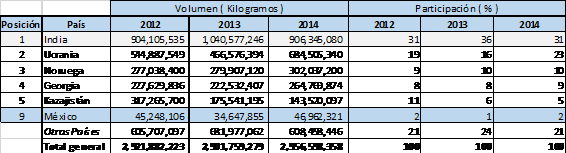 Volumen ( Kilogramos ) Participación ( % )
Posición País 2012 2013 2014 2012 2013 2014
1 India 904,105,535 1,040,577,246 906,345,080 31 36 31
2 Ucrania 544,887,549 466,576,394 684,505,340 19 16 23
3 Noruega 277,038,400 279,907,120 302,037,200 9 10 10
4 Georgia 227,629,836 222,532,407 264,769,874 8 8 9
5 Kazajistán 317,265,700 175,541,195 143,520,097 11 6 5
9 México 45,248,106 34,647,855 46,962,321 2 1 2
Otros Países 605,707,097 681,977,062 608,458,446 21 24 21
Total general 2,921,882,223 2,901,759,279 2,956,598,358 100 100 100